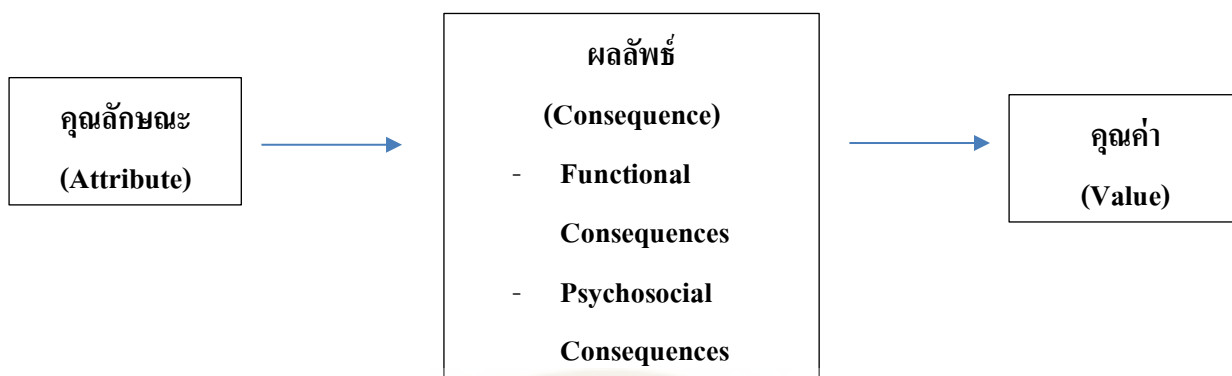 คุณลักษณะ
(Attribute)
ผลลัพธ์
(Consequence)
- Functional
Consequences
- Psychosocial
Consequences
คุณค่า
(Value)